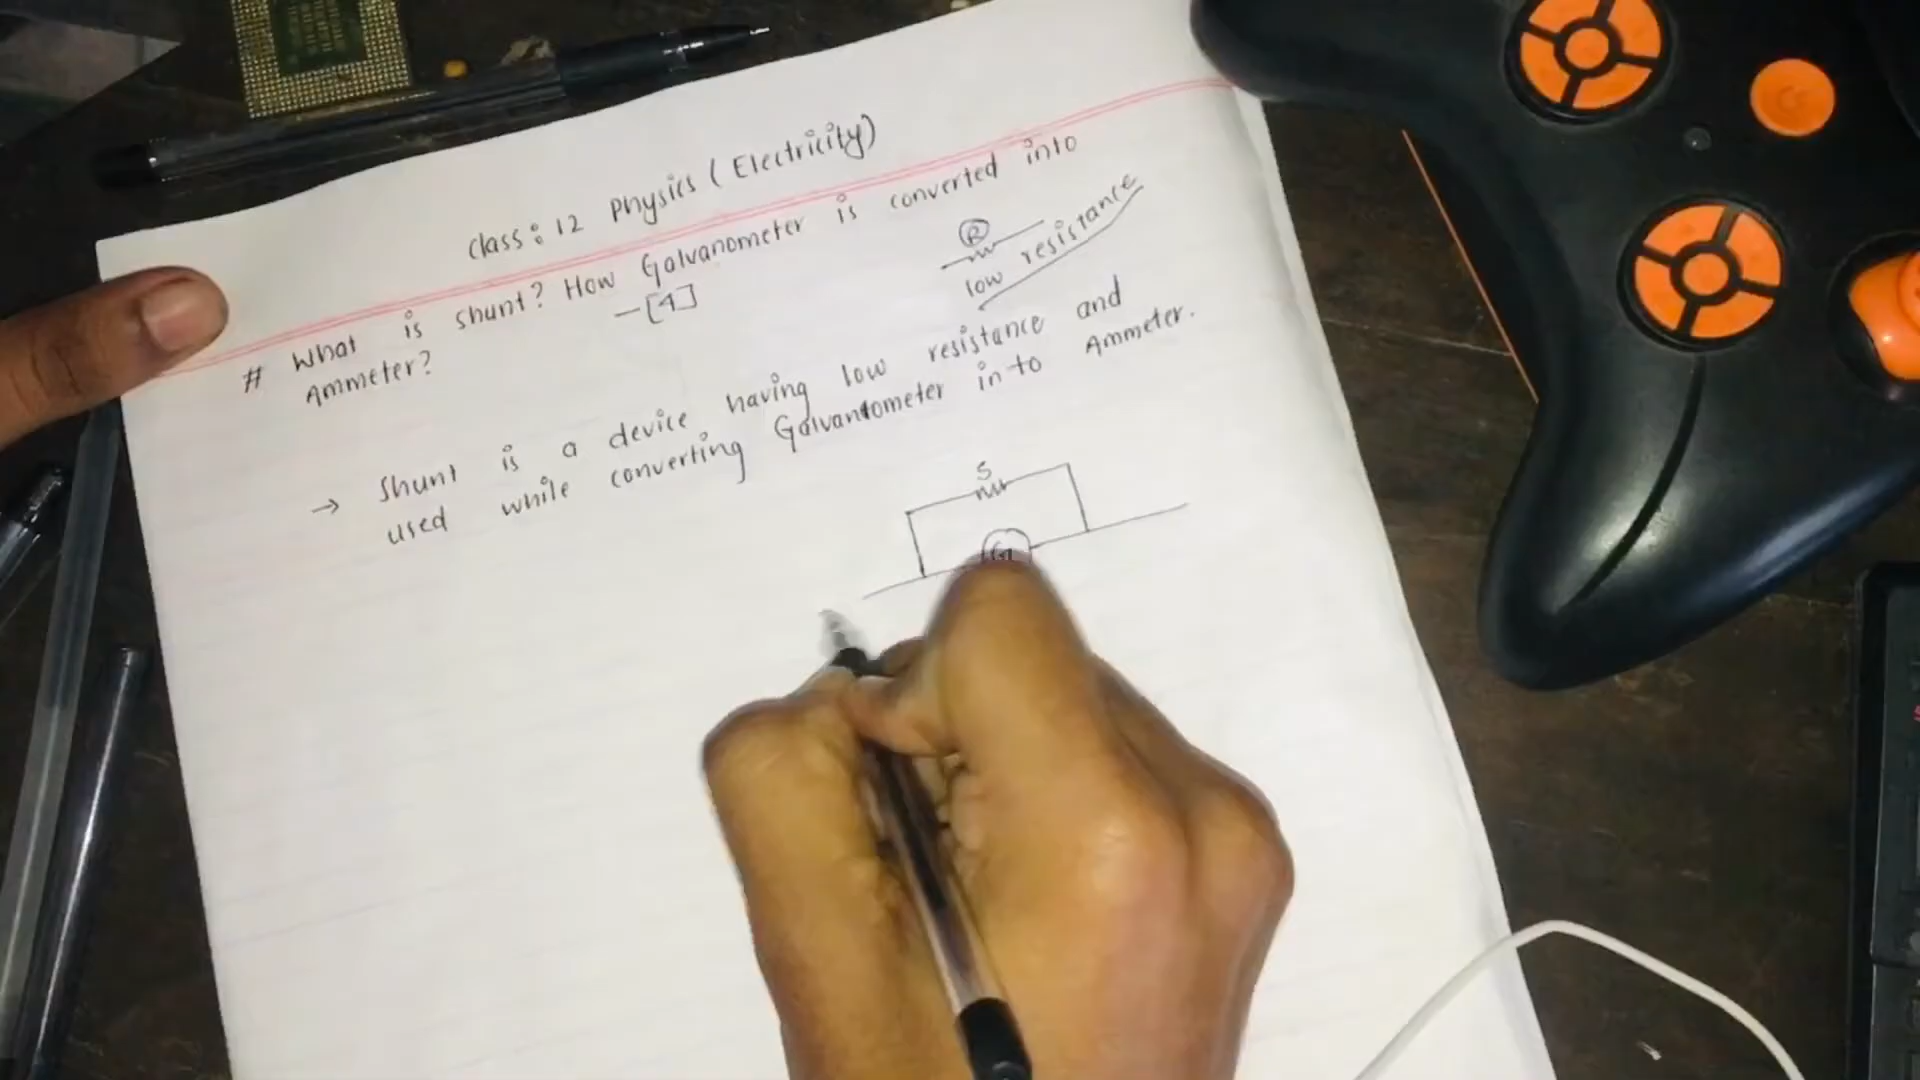 class: 12 Physics (Electricity)
# What is shunt? How Galvanometer is converted into
Ammeter?
-[4]
R
low resistance
→ Shunt is a device having low resistance and
used while converting Galvantometer in to Ammeter.
S
G